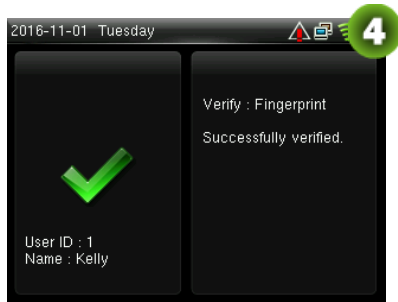 2016-11-01 Tuesday
4
Verify : Fingerprint
Successfully verified.
User ID : 1
Name : Kelly